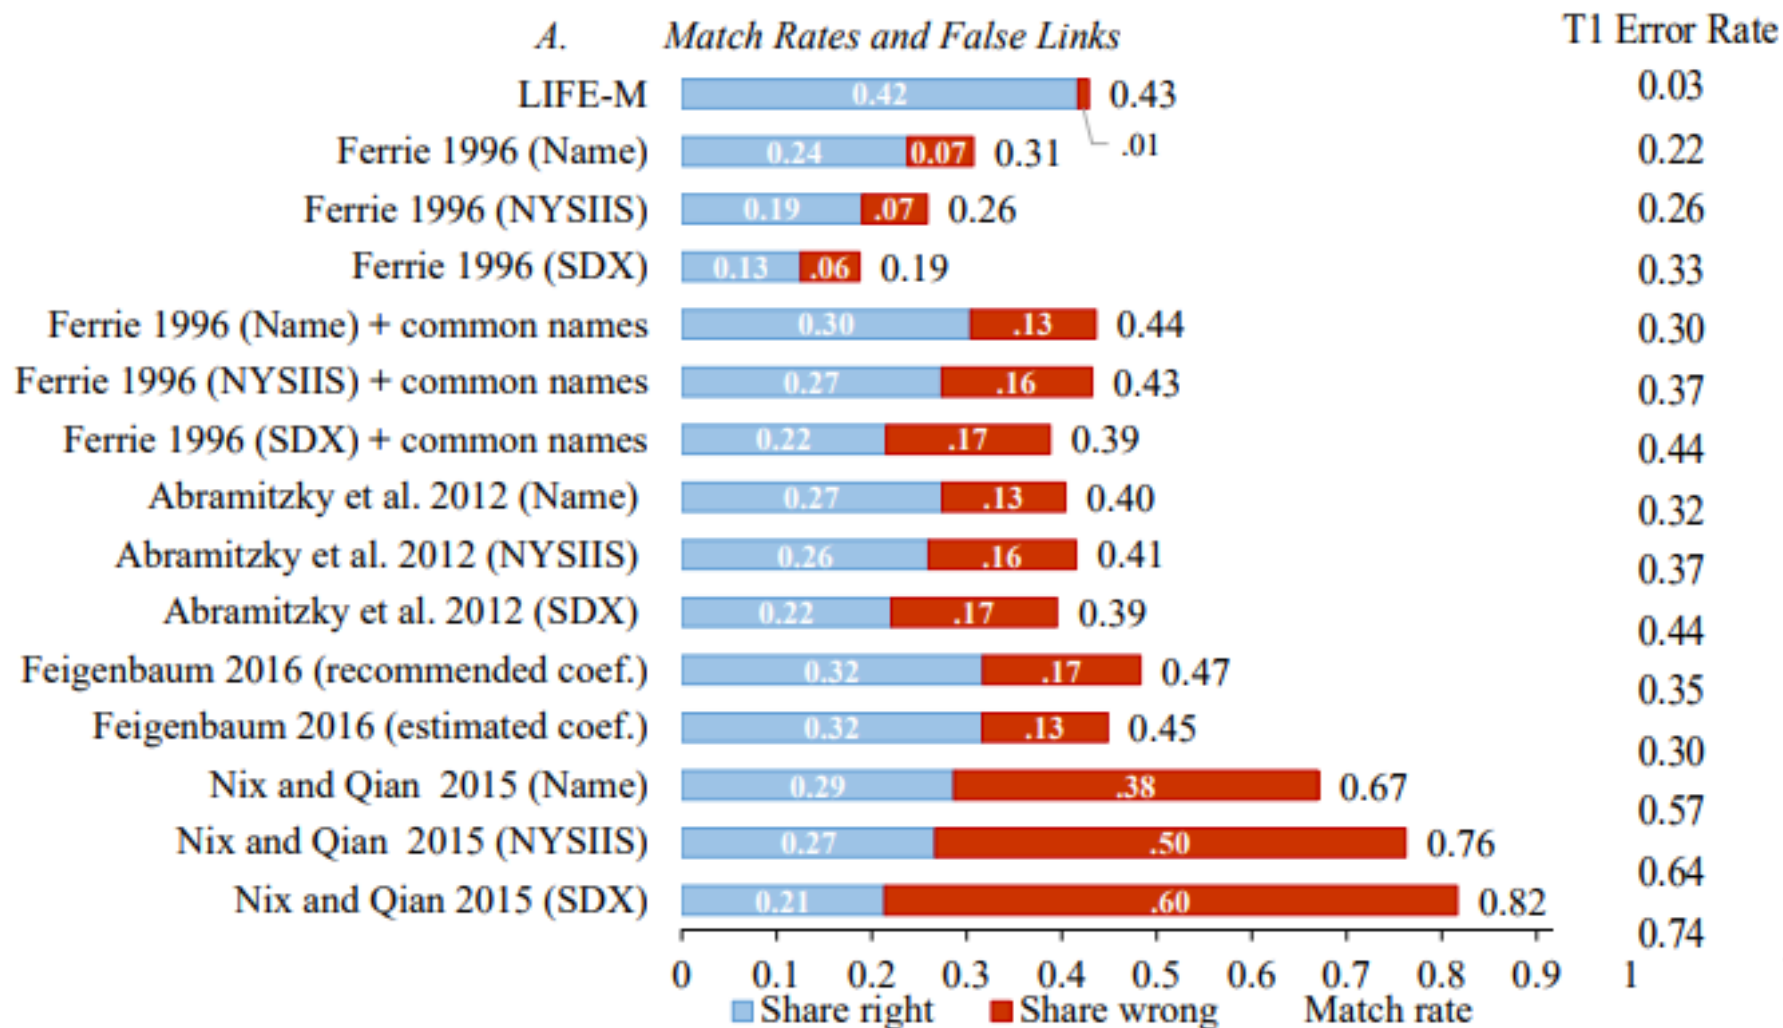 A. Match Rates and False Links T1 Error Rate
LIFE-M 0.42 0.43 0.03
.01
Ferrie 1996 (Name) 0.24 0.07 0.31 0.22
Ferrie 1996 (NYSIIS) 0.19 .07 0.26 0.26
Ferrie 1996 (SDX) 0.13 .06 0.19 0.33
Ferrie 1996 (Name) + common names 0.30 .13 0.44 0.30
Ferrie 1996 (NYSIIS) + common names 0.27 .16 0.43 0.37
Ferrie 1996 (SDX) + common names 0.22 .17 0.39 0.44
Abramitzky et al. 2012 (Name) 0.27 .13 0.40 0.32
Abramitzky et al. 2012 (NYSIIS) 0.26 .16 0.41 0.37
Abramitzky et al. 2012 (SDX) 0.22 .17 0.39 0.44
Feigenbaum 2016 (recommended coef.) 0.32 .17 0.47 0.35
Feigenbaum 2016 (estimated coef.) 0.32 .13 0.45 0.30
Nix and Qian 2015 (Name) 0.29 .38 0.67 0.57
Nix and Qian 2015 (NYSIIS) 0.27 .50 0.76 0.64
Nix and Qian 2015 (SDX) 0.21 .60 0.82 0.74
0 0.1 0.2 0.3 0.4 0.5 0.6 0.7 0.8 0.9 1
Share right Share wrong Match rate